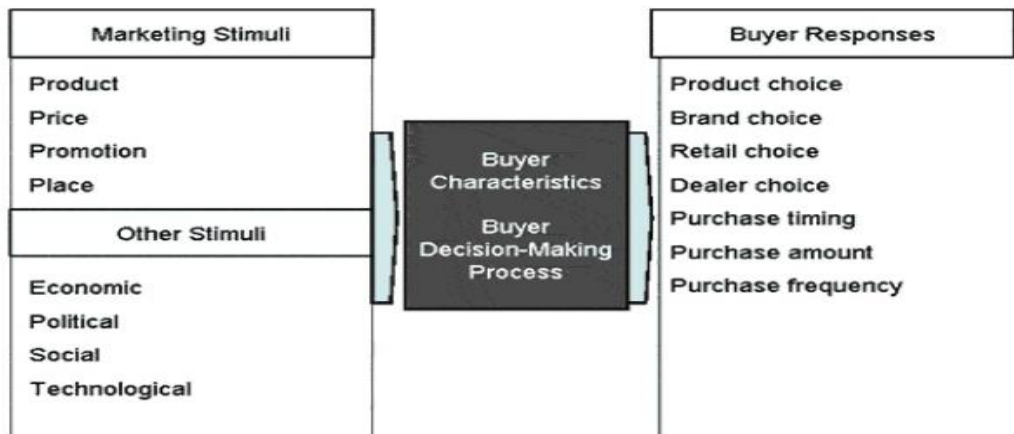 Marketing Stimuli
Product
Price
Promotion
Place
Other Stimuli
Economic
Political
Social
Technological
Buyer
Characteristics
Buyer
Decision-Making
Process
Buyer Responses
Product choice
Brand choice
Retail choice
Dealer choice
Purchase timing
Purchase amount
Purchase frequency